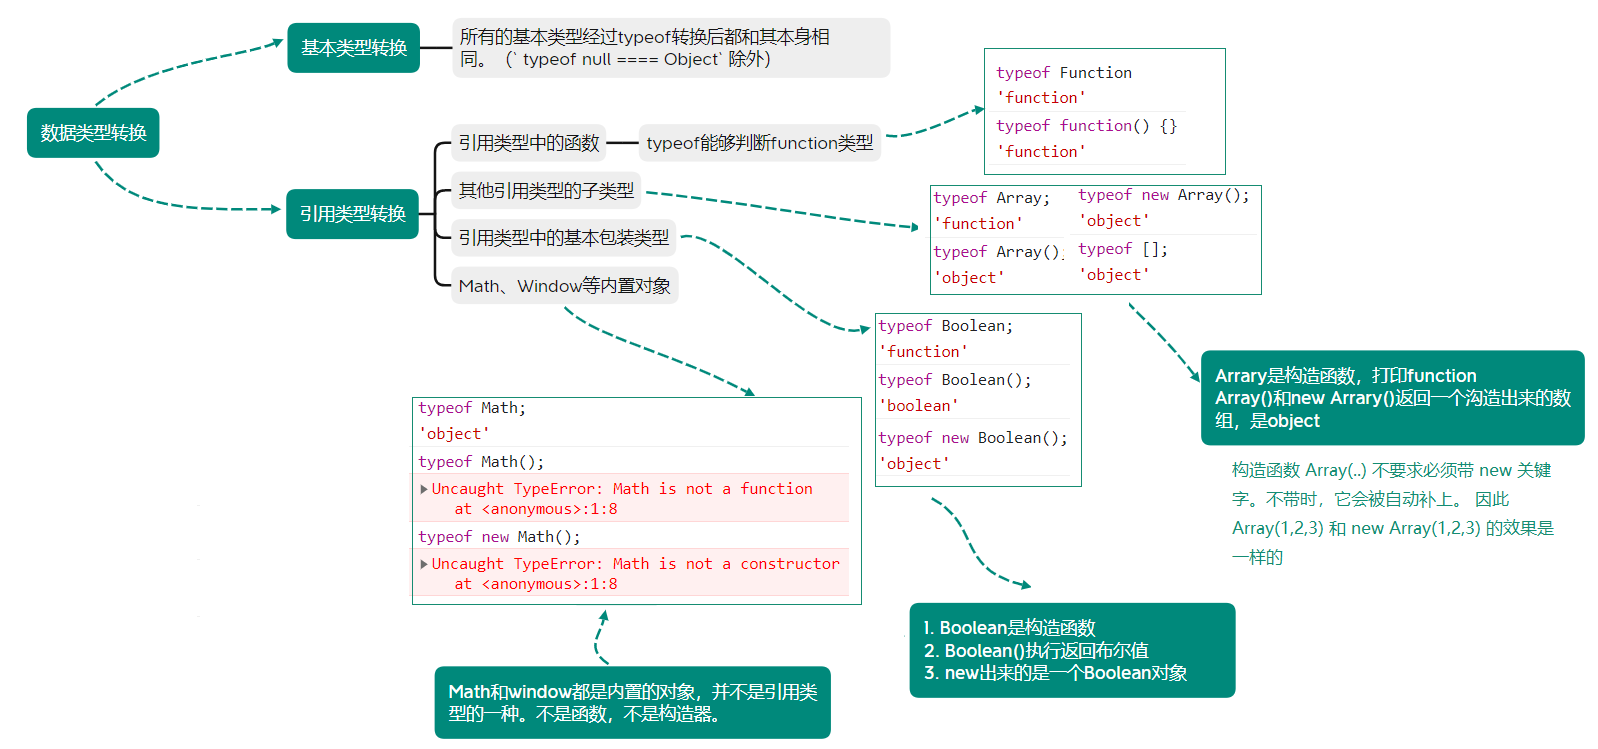 数据类型转换
基本类型转换
所有的基本类型经过typeof转换后都和其本身相
同。（` typeof null ==== Object` 除外）
引用类型转换
引用类型中的函数
typeof能够判断function类型
typeof Function
'function'
typeof function() {}
'function'
其他引用类型的子类型
typeof Array;
'function'
typeof Array();
'object'
typeof new Array();
'object'
typeof [];
'object'
Arrary是构造函数，打印function
Array()和new Arrary()返回一个沟造出来的数
组，是object
构造函数 Array(..) 不要求必须带 new 关键
字。不带时，它会被自动补上。 因此
Array(1,2,3) 和 new Array(1,2,3) 的效果是
一样的
引用类型中的基本包装类型
typeof Boolean;
'function'
typeof Boolean();
'boolean'
typeof new Boolean();
'object'
1. Boolean是构造函数
2. Boolean()执行返回布尔值
3. new出来的是一个Boolean对象
Math、Window等内置对象
typeof Math;
'object'
typeof Math();
Uncaught TypeError: Math is not a function
at <anonymous>:1:8
typeof new Math();
Uncaught TypeError: Math is not a constructor
at <anonymous>:1:8
Math和window都是内置的对象，并不是引用类
型的一种。不是函数，不是构造器。